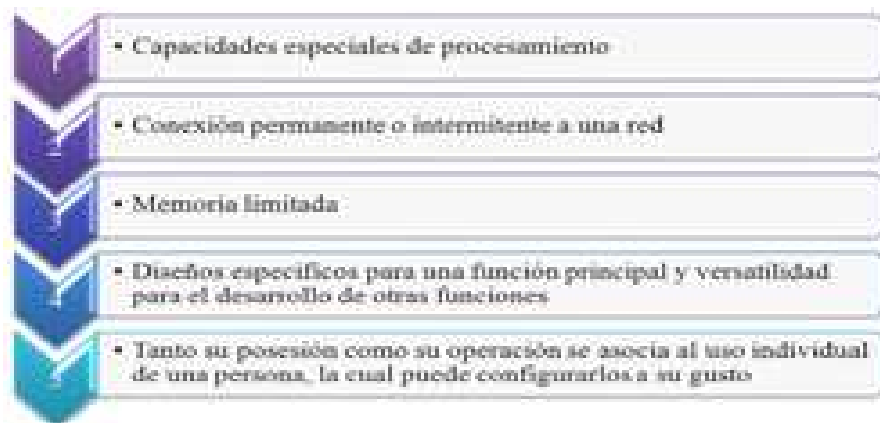 • Capacidades especiales de procesamiento
• Conexión permanente o intermitente a una red
• Memoria limitada
• Diseños específicos para una función principal y versatilidad
para el desarrollo de otras funciones
• Tanto su posesión como su operación se asocia al uso individual
de una persona, la cual puede configurarlos a su gusto